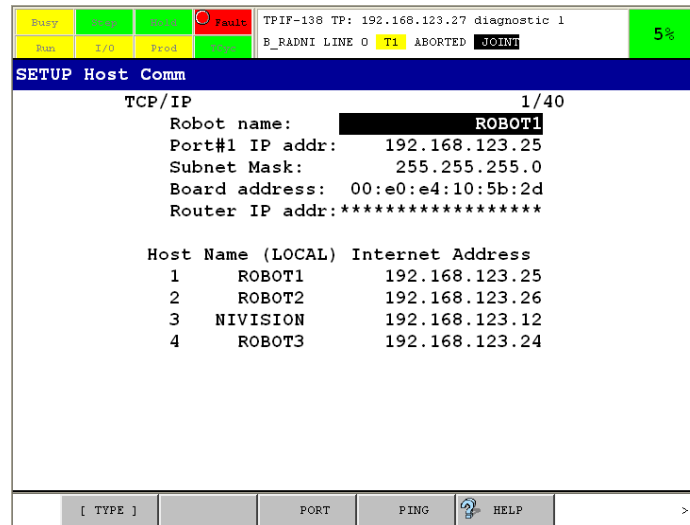 Busy Step Hold Fault TPIF-138 TP: 192.168.123.27 diagnostic 1
Run I/O Prod TCyc B_RADNI LINE 0 T1 ABORTED JOINT 5%
SETUP Host Comm
TCP/IP 1/40
Robot name: ROBOT1
Port#1 IP addr: 192.168.123.25
Subnet Mask: 255.255.255.0
Board address: 00:e0:e4:10:5b:2d
Router IP addr:******************
Host Name (LOCAL) Internet Address
1 ROBOT1 192.168.123.25
2 ROBOT2 192.168.123.26
3 NIVISION 192.168.123.12
4 ROBOT3 192.168.123.24
[ TYPE ] PORT PING HELP >